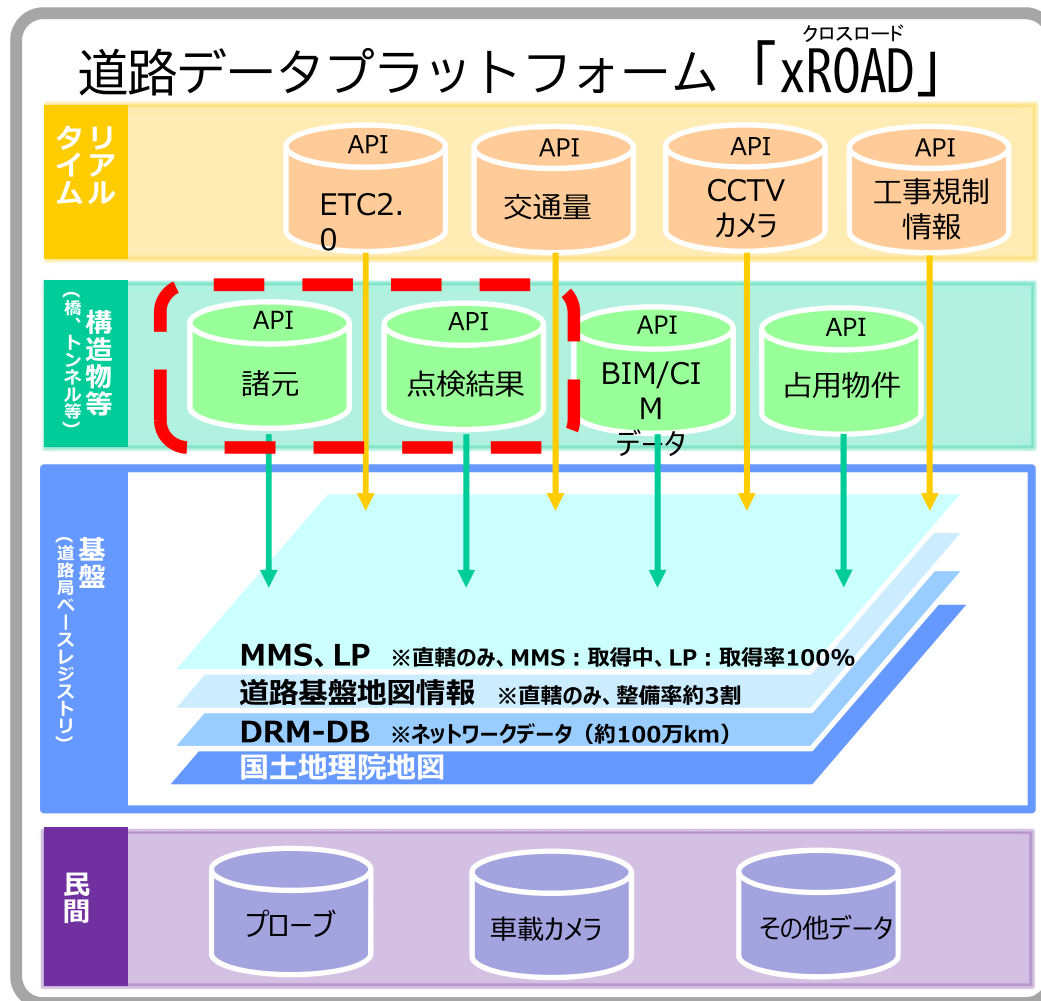 クロスロード
道路データプラットフォーム「xROAD」
リアル
タイム
API
ETC2.
0
API
交通量
API
CCTV
カメラ
API
工事規制
情報
構造物等
(橋、トンネル等)
API
諸元
API
点検結果
API
BIM/CI
M
データ
API
占用物件
基盤
(道路局ベースレジストリ)
MMS、LP ※直轄のみ、MMS：取得中、LP：取得率100%
道路基盤地図情報 ※直轄のみ、整備率約3割
DRM-DB ※ネットワークデータ（約100万km）
国土地理院地図
民間
プローブ
車載カメラ
その他データ